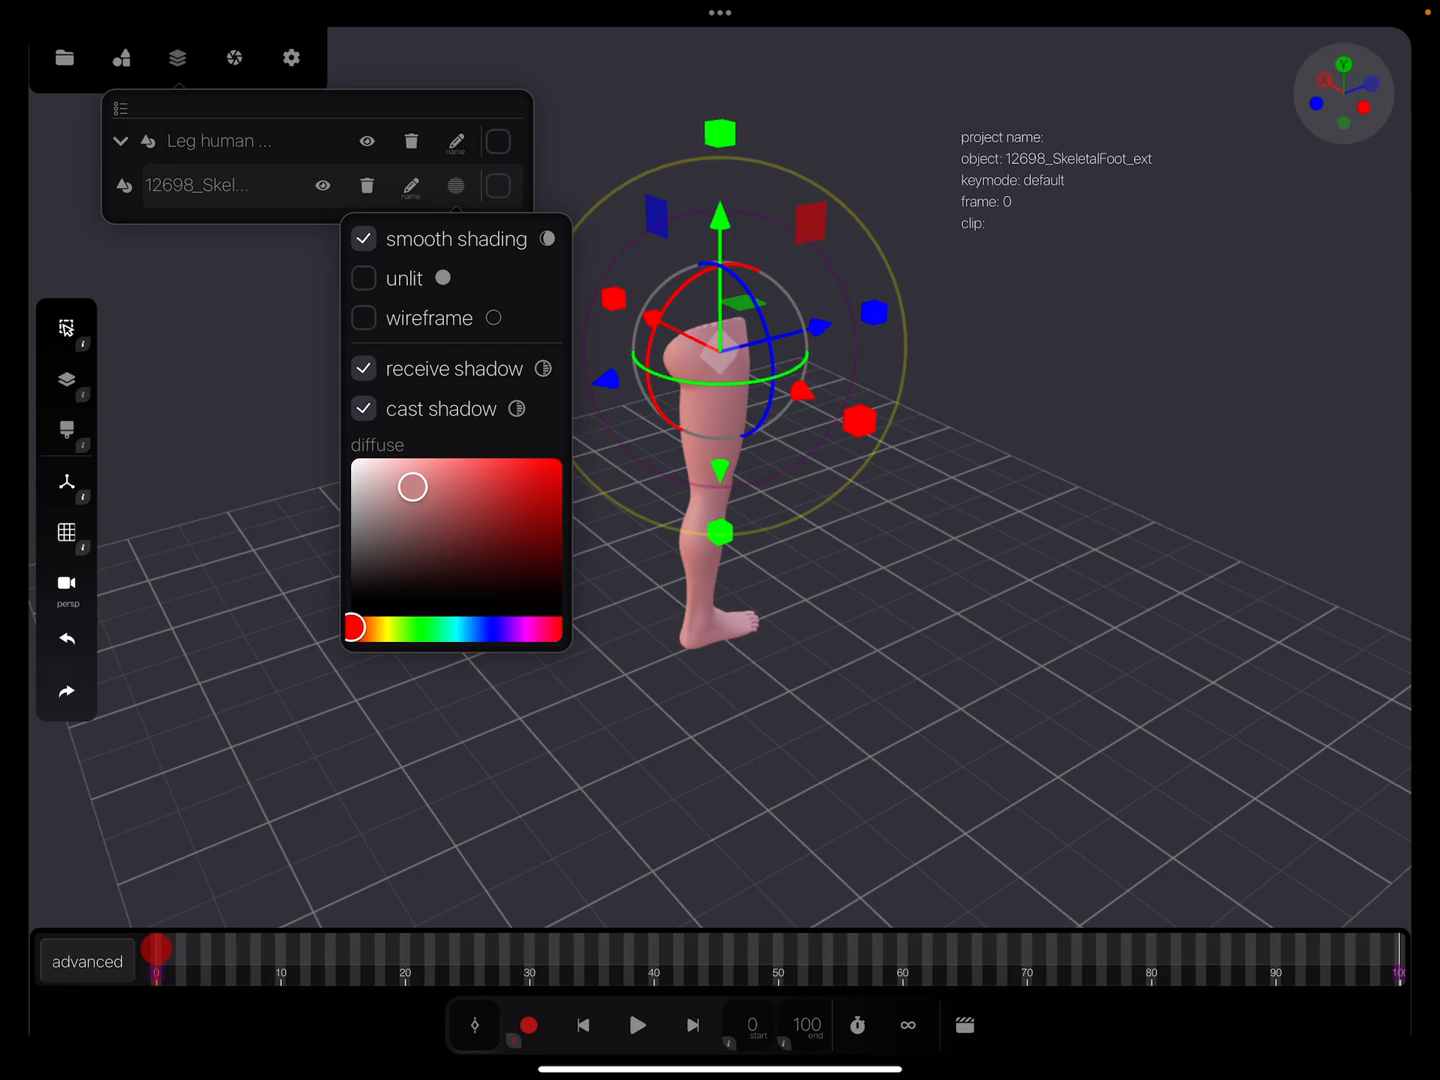 Leg human ...
name
12698_Skel...
name
smooth shading
unlit
wireframe
receive shadow
cast shadow
diffuse
project name:
object: 12698_SkeletalFoot_ext
keymode: default
frame: 0
clip:
Y
X
i
i
i
i
i
persp
advanced
0 10 20 30 40 50 60 70 80 90 100
0
start
i
100
end
i